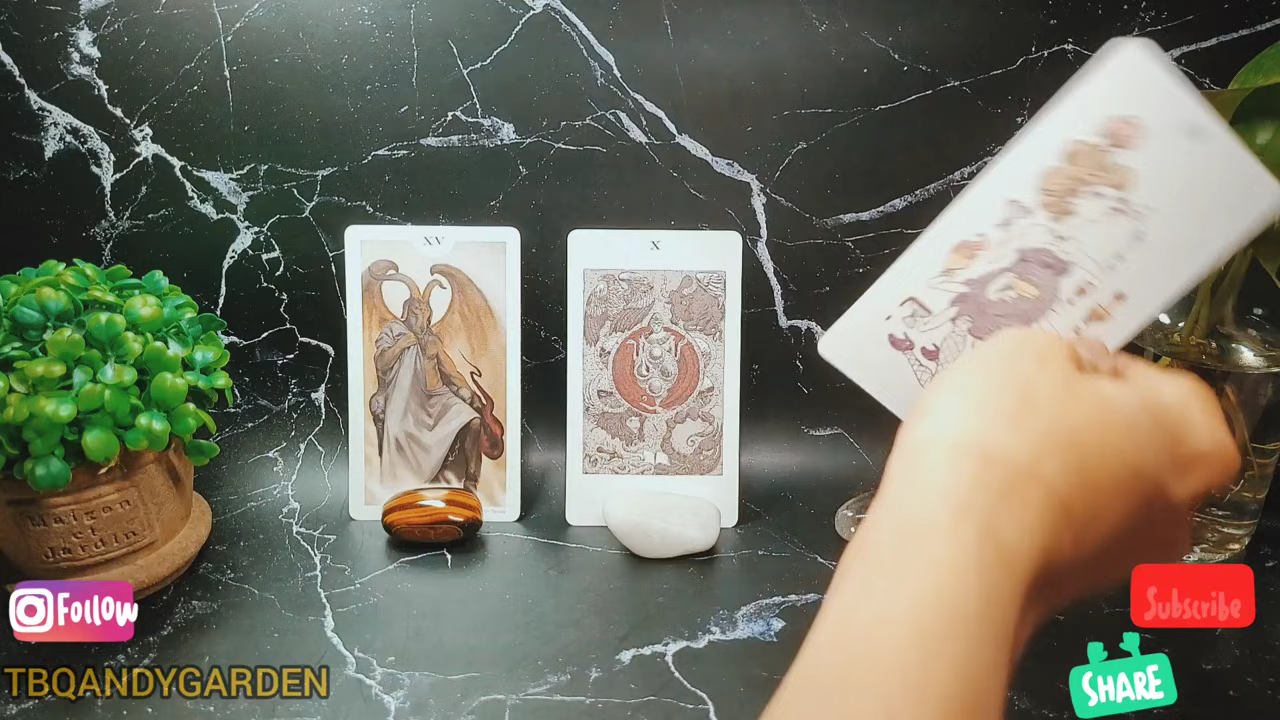 XV
X
Maison
et
Jardin
Follow
Subscribe
TBQANDYGARDEN
SHARE